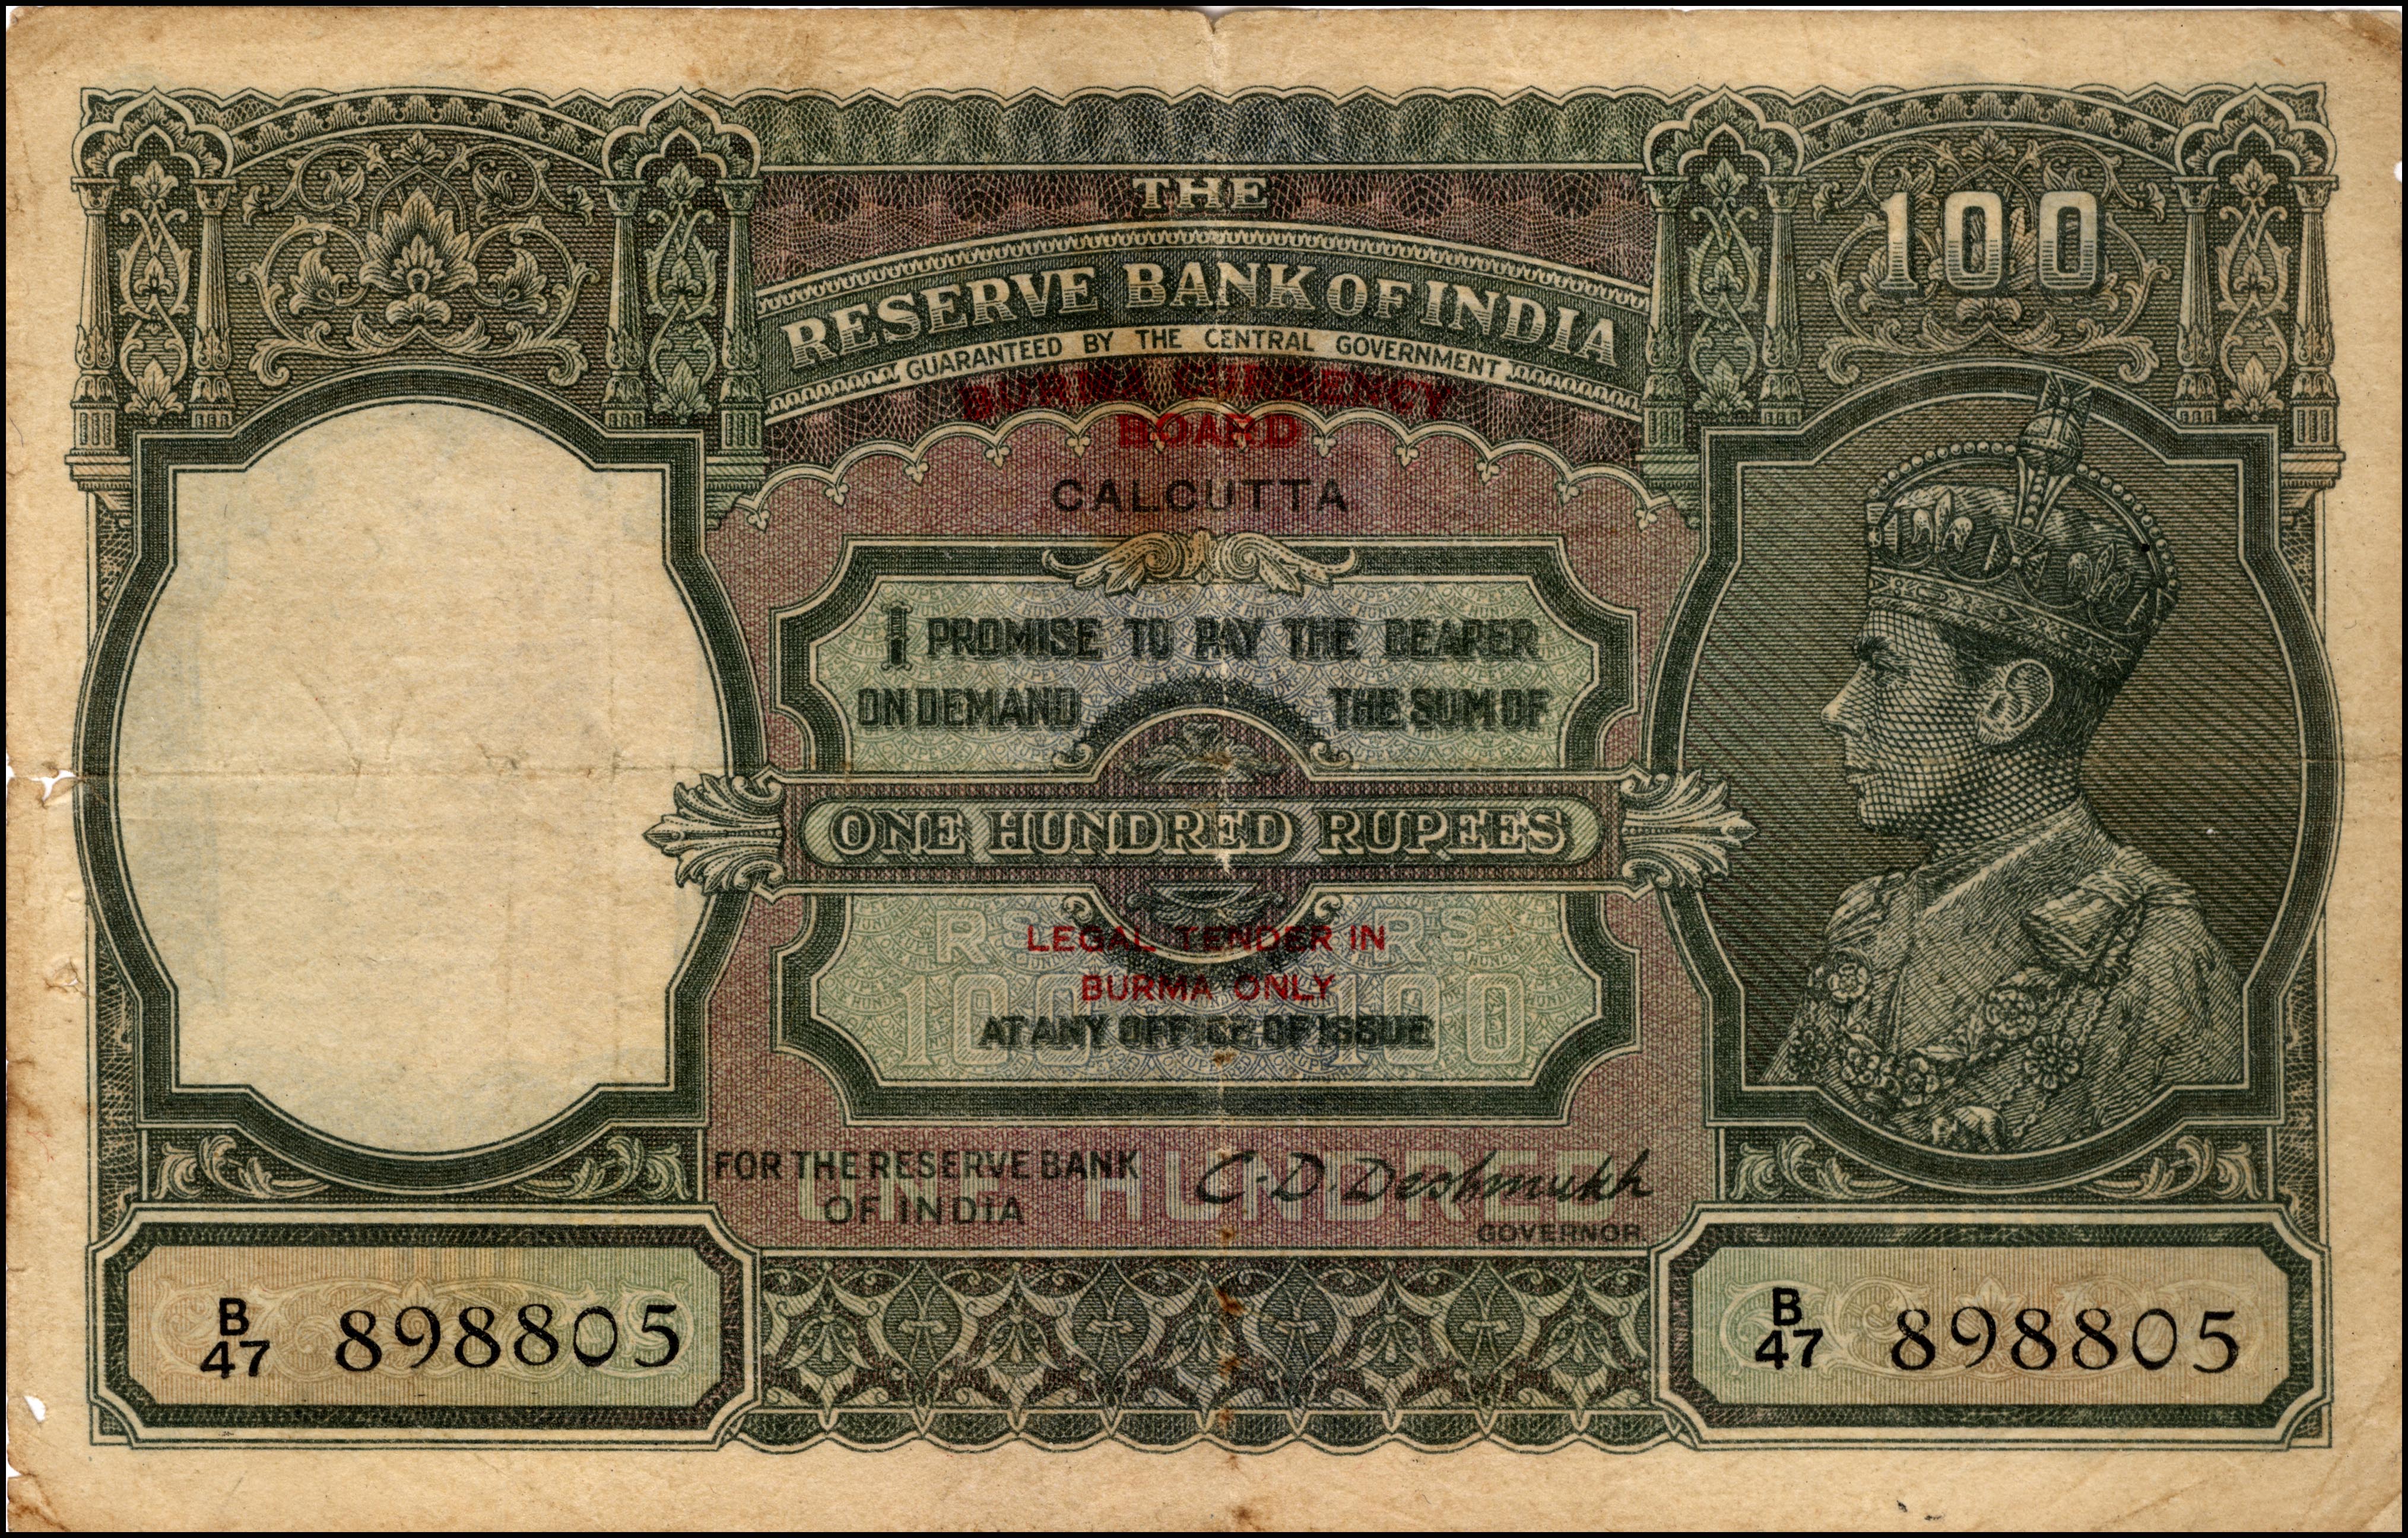 THE
RESERVE BANK OF INDIA
GUARANTEED BY THE CENTRAL GOVERNMENT
100
BURMA CURRENCY
BOARD
CALCUTTA
I PROMISE TO PAY THE BEARER
ON DEMAND THE SUM OF
ONE HUNDRED RUPEES
RS RS
LEGAL TENDER IN
BURMA ONLY
100 100
AT ANY OFFICE OF ISSUE
FOR THE RESERVE BANK
OF INDIA
HUNDRED
C. D. Deshmukh
GOVERNOR.
B
47 898805
B
47 898805